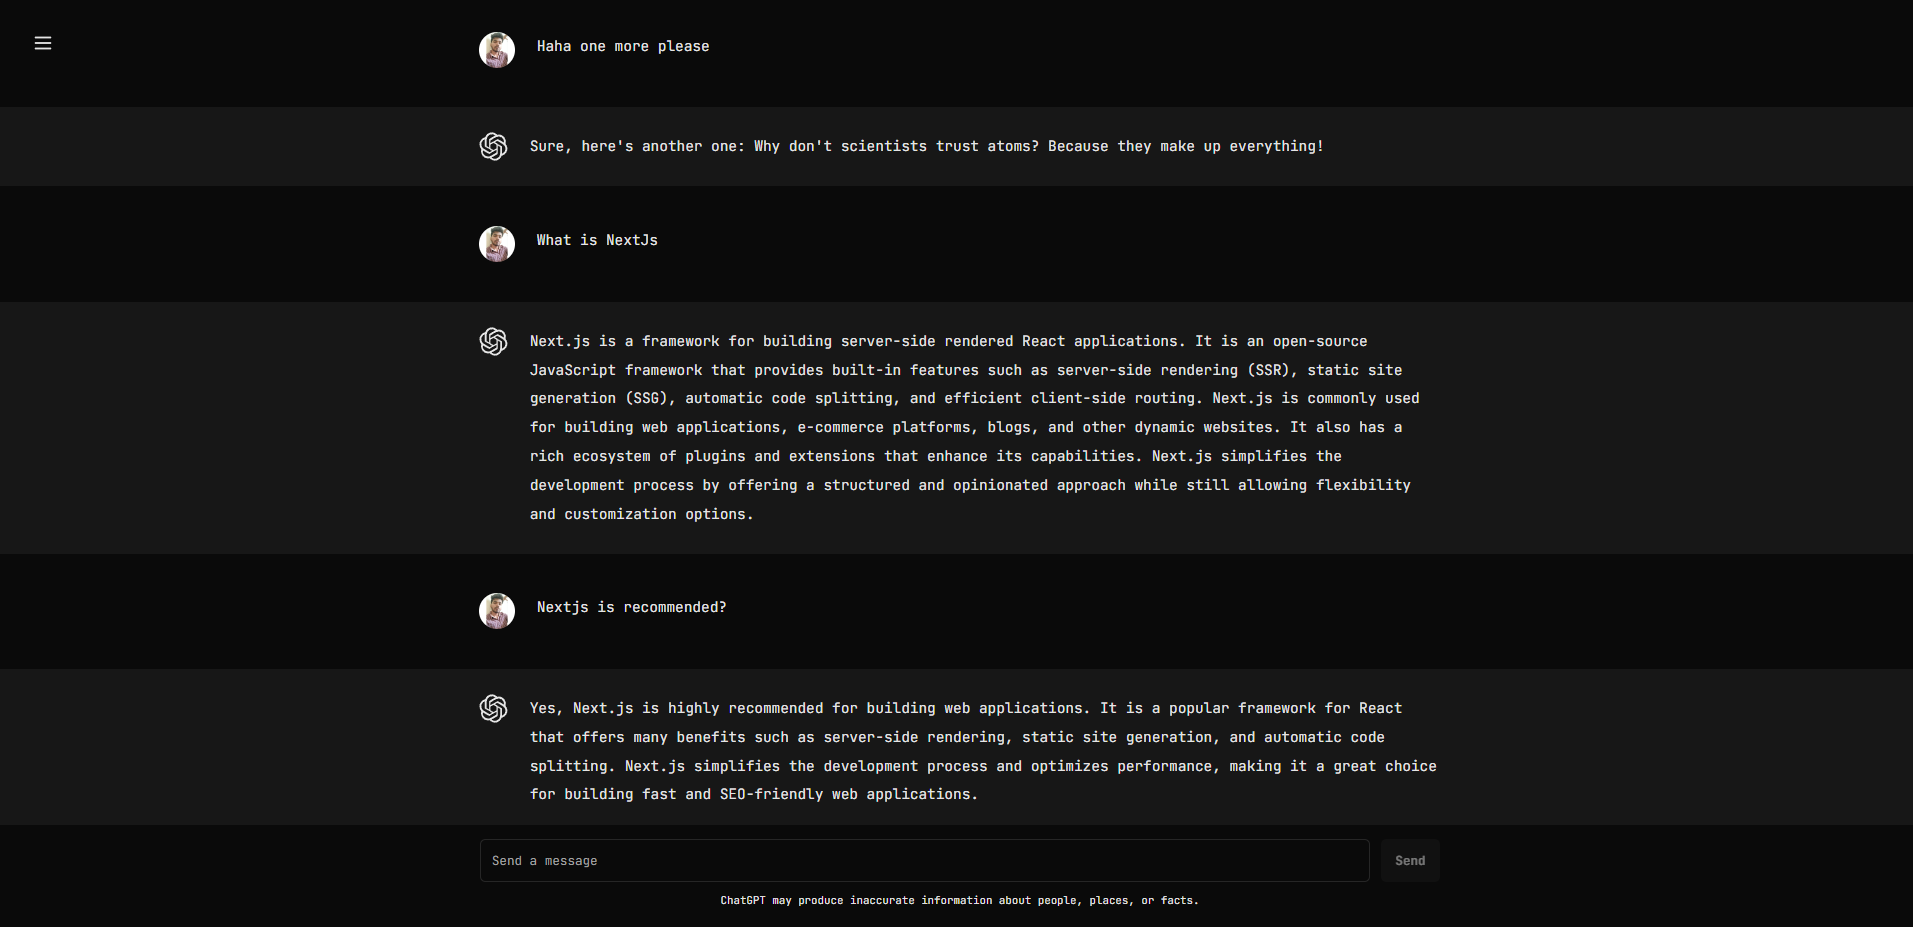 Haha one more please
Sure, here's another one: Why don't scientists trust atoms? Because they make up everything!
What is NextJs
Next.js is a framework for building server-side rendered React applications. It is an open-source
JavaScript framework that provides built-in features such as server-side rendering (SSR), static site
generation (SSG), automatic code splitting, and efficient client-side routing. Next.js is commonly used
for building web applications, e-commerce platforms, blogs, and other dynamic websites. It also has a
rich ecosystem of plugins and extensions that enhance its capabilities. Next.js simplifies the
development process by offering a structured and opinionated approach while still allowing flexibility
and customization options.
Nextjs is recommended?
Yes, Next.js is highly recommended for building web applications. It is a popular framework for React
that offers many benefits such as server-side rendering, static site generation, and automatic code
splitting. Next.js simplifies the development process and optimizes performance, making it a great choice
for building fast and SEO-friendly web applications.
Send a message
Send
ChatGPT may produce inaccurate information about people, places, or facts.